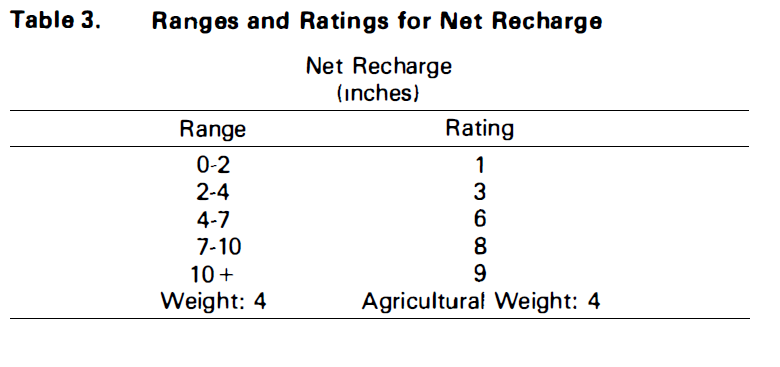 Table 3. Ranges and Ratings for Net Recharge
Net Recharge
(inches)
Range Rating
0-2 1
2-4 3
4-7 6
7-10 8
10+ 9
Weight: 4 Agricultural Weight: 4